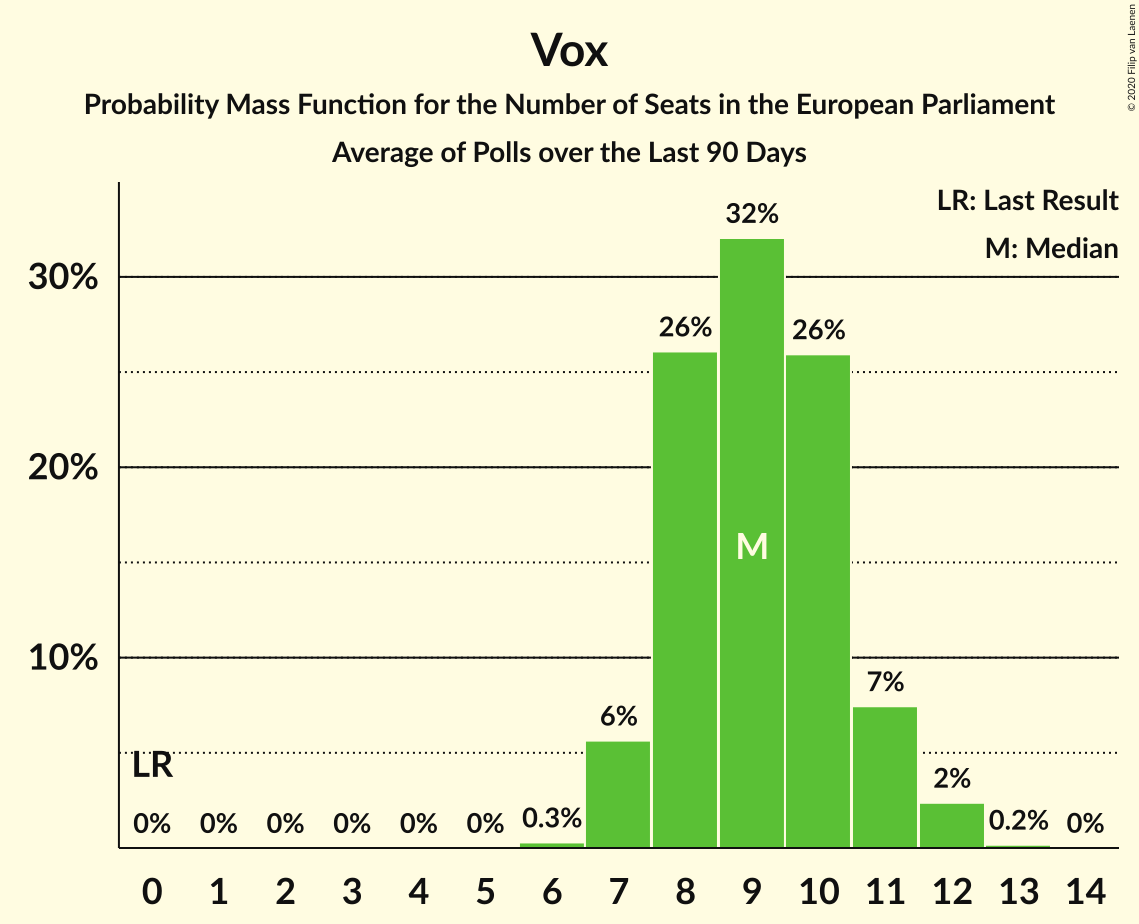 Vox
Probability Mass Function for the Number of Seats in the European Parliament
Average of Polls over the Last 90 Days
© 2020 Filip van Laenen
LR: Last Result
M: Median
30%
20%
10%
LR
M
0% 0% 0% 0% 0% 0% 0.3% 6% 26% 32% 26% 7% 2% 0.2% 0%
0 1 2 3 4 5 6 7 8 9 10 11 12 13 14